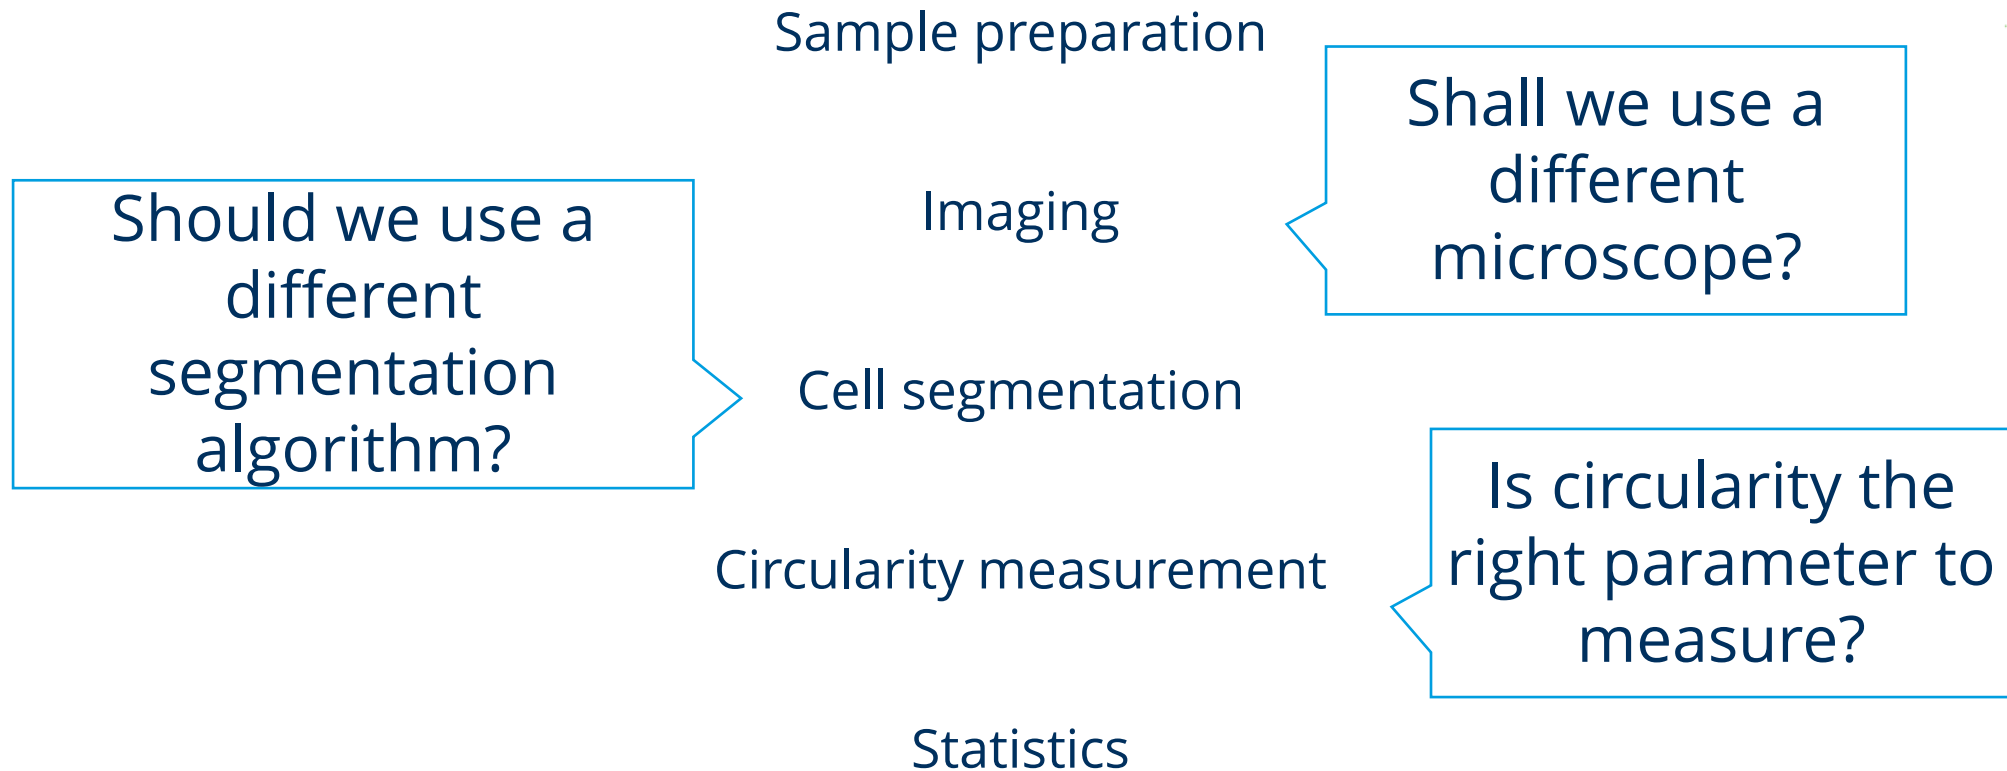 Sample preparation
Shall we use a
different
microscope?
Imaging
Should we use a
different
segmentation
algorithm?
Cell segmentation
Is circularity the
right parameter to
measure?
Circularity measurement
Statistics